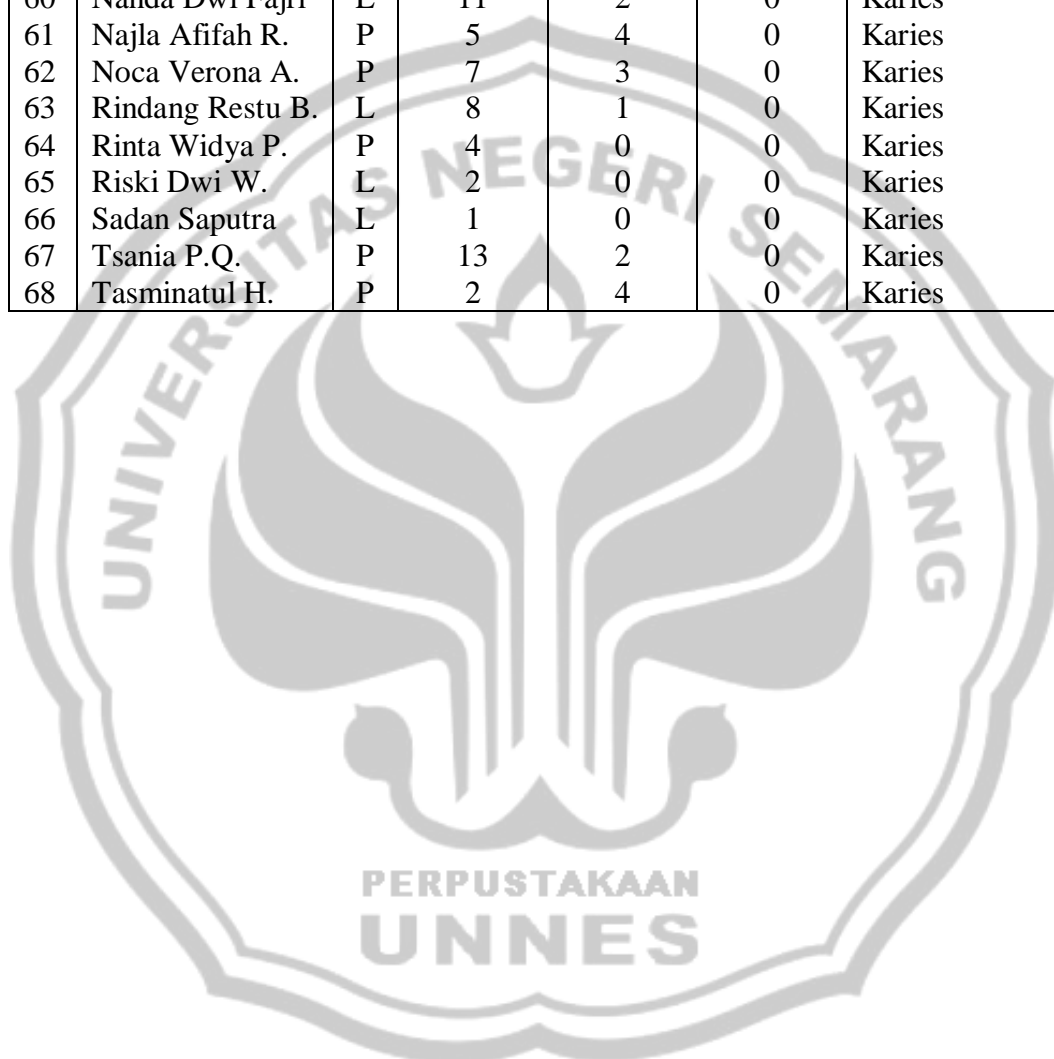 60 Nanda Dwi Fajri L 11 2 0 Karies
61 Najla Afifah R. P 5 4 0 Karies
62 Noca Verona A. P 7 3 0 Karies
63 Rindang Restu B. L 8 1 0 Karies
64 Rinta Widya P. P 4 0 0 Karies
65 Riski Dwi W. L 2 0 0 Karies
66 Sadan Saputra L 1 0 0 Karies
67 Tsania P.Q. P 13 2 0 Karies
68 Tasminatul H. P 2 4 0 Karies
UNIVERSITAS NEGERI SEMARANG
PERPUSTAKAAN
UNNES